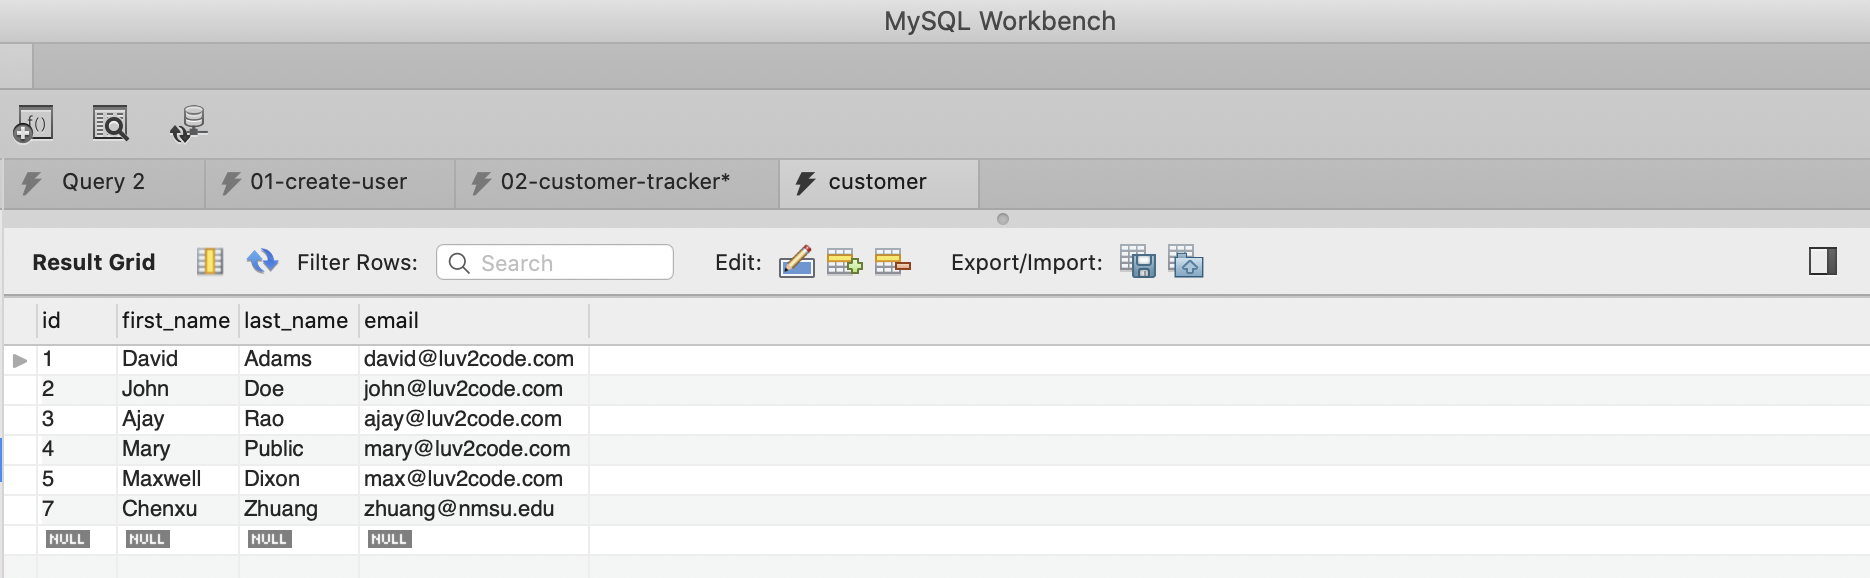 MySQL Workbench
f()
Query 2 01-create-user 02-customer-tracker* customer
Result Grid Filter Rows: Search Edit: Export/Import:
id first_name last_name email
1 David Adams david@luv2code.com
2 John Doe john@luv2code.com
3 Ajay Rao ajay@luv2code.com
4 Mary Public mary@luv2code.com
5 Maxwell Dixon max@luv2code.com
7 Chenxu Zhuang zhuang@nmsu.edu
NULL NULL NULL NULL